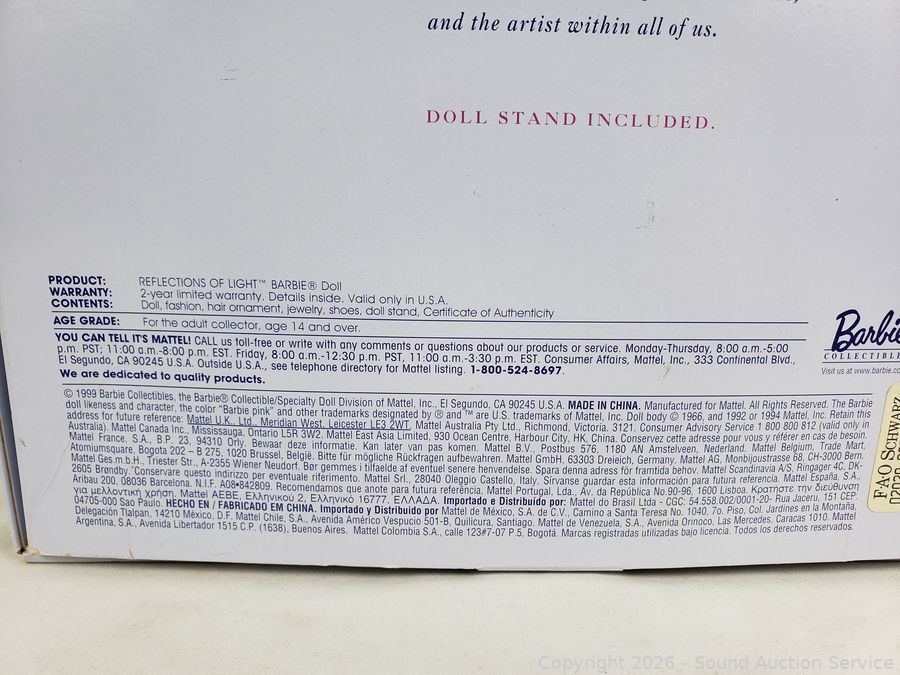 and the artist within all of us.
DOLL STAND INCLUDED.
PRODUCT: REFLECTIONS OF LIGHT™ BARBIE® Doll
WARRANTY: 2-year limited warranty. Details inside. Valid only in U.S.A.
CONTENTS: Doll, fashion, hair ornament, jewelry, shoes, doll stand, Certificate of Authenticity
AGE GRADE: For the adult collector, age 14 and over.
YOU CAN TELL IT'S MATTEL! CALL us toll-free or write with any comments or questions about our products or service. Monday-Thursday, 8:00 a.m.-5:00
p.m. PST; 11:00 a.m.-8:00 p.m. EST. Friday, 8:00 a.m.-12:30 p.m. PST, 11:00 a.m.-3:30 p.m. EST. Consumer Affairs, Mattel, Inc., 333 Continental Blvd.,
El Segundo, CA 90245 U.S.A. Outside U.S.A., see telephone directory for Mattel listing. 1-800-524-8697.
We are dedicated to quality products.
Barbie
COLLECTIBLE
Visit us at www.barbie.co
© 1999 Barbie Collectibles, the Barbie® Collectible/Specialty Doll Division of Mattel, Inc., El Segundo, CA 90245 U.S.A. MADE IN CHINA. Manufactured for Mattel. All Rights Reserved. The Barbie
doll likeness and character, the color "Barbie pink" and other trademarks designated by ® and ™ are U.S. trademarks of Mattel, Inc. Doll body © 1966, and 1992 of 1994 Mattel, Inc. Retain this
address for future reference: Mattel U.K., Ltd., Meridian West, Leicester LE3 2WT, Mattel Australia Pty Ltd., Richmond, Victoria. 3121. Consumer Advisory Service 1 800 800 812 (valid only in
Australia). Mattel Canada Inc., Mississauga, Ontario L5R 3W2. Mattel East Asia Limited, 930 Ocean Centre, Harbour City, HK, China. Conservez cette adresse pour vous y référer en cas de besoin.
Mattel France, S.A., B.P. 23, 94310 Orly. Bewaar deze informatie. Kan later van pas komen. Mattel B.V., Postbus 576, 1180 AN Amstelveen, Nederland. Mattel Belgium, Trade Mart,
Atomiumsquare, Bogota 202 – B 275, 1020 Brussel, België. Bitte für mögliche Rückfragen aufbewahren. Mattel GmbH, 63303 Dreieich, Germany. Mattel AG, Monbijoustrasse 68, CH-3000 Bern.
Mattel Ges.m.b.H., Triester Str., A-2355 Wiener Neudorf. Bør gemmes i tilfælde af eventuel senere henvendelse. Spara denna adress för framtida behov. Mattel Scandinavia A/S, Ringager 4C, DK-
2605 Brøndby. Conservare questo indirizzo per eventuale riferimento. Mattel Srl., 28040 Oleggio Castello, Italy. Sírvanse guardar esta información para futura referencia. Mattel España, S.A.,
Aribau 200, 08036 Barcelona. N.I.F. A08-842809. Recomendamos que anote para futura referência. Mattel Portugal, Lda., Av. da República No.90-96, 1600 Lisboa. Κρατήστε την διεύθυνση
για μελλοντική χρήση. Mattel AEBE, Ελληνικού 2, Ελληνικό 16777. ΕΛΛΑΔΑ. Importado e Distribuído por: Mattel do Brasil Ltda - CGC: 54.558.002/0001-20- Rua Jaceru, 151 CEP:
04705-000 Sao Paulo. HECHO EN / FABRICADO EM CHINA. Importado y Distribuido por Mattel de México, S.A. de C.V., Camino a Santa Teresa No. 1040, 7o. Piso, Col. Jardines en la Montaña,
Delegación Tlalpan, 14210 México, D.F. Mattel Chile, S.A., Avenida Américo Vespucio 501-B, Quilicura, Santiago. Mattel de Venezuela, S.A., Avenida Orinoco, Las Mercedes, Caracas 1010. Mattel
Argentina, S.A., Avenida Libertador 1515 C.P. (1638), Buenos Aires. Mattel Colombia S.A., calle 123#7-07 P.5, Bogotá. Marcas registradas utilizadas bajo licencia. Todos los derechos reservados.
FAO SCHWARZ
Copyright 2026 - Sound Auction Service